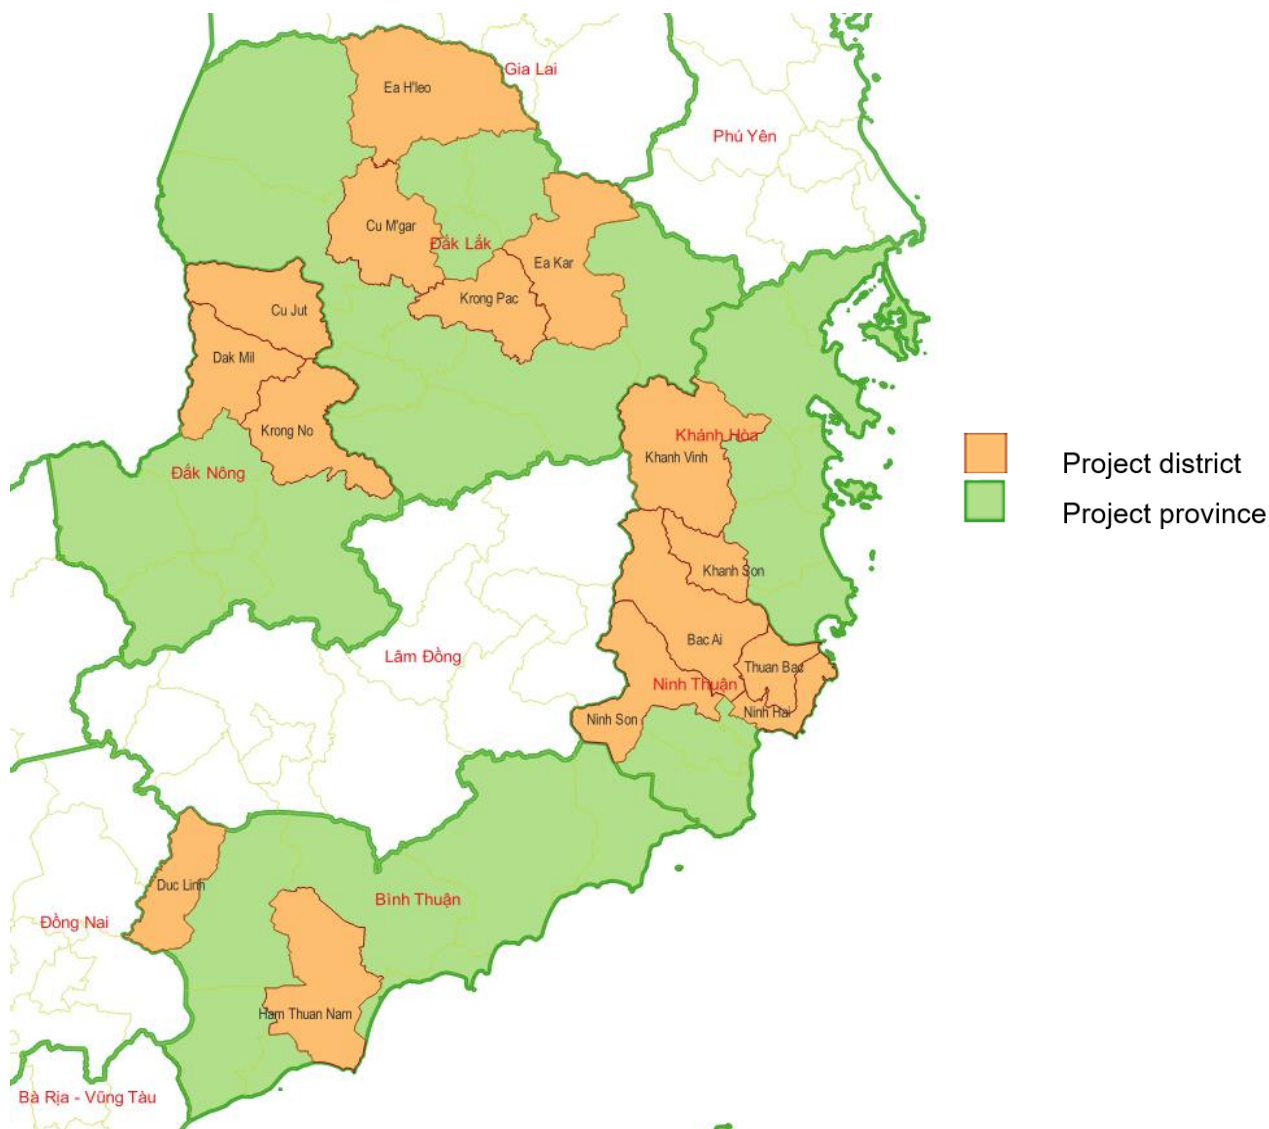 Gia Lai
Ea H'leo
Phú Yên
Cu M'gar
Đắk Lắk
Ea Kar
Krong Pac
Cu Jut
Dak Mil
Krong No
Khánh Hòa
Khanh Vinh
Project district
Đắk Nông
Project province
Khanh Son
Bac Ai
Lâm Đồng
Thuan Bac
Ninh Thuận
Ninh Son
Ninh Hai
Duc Linh
Bình Thuận
Đồng Nai
Ham Thuan Nam
Bà Rịa - Vũng Tàu